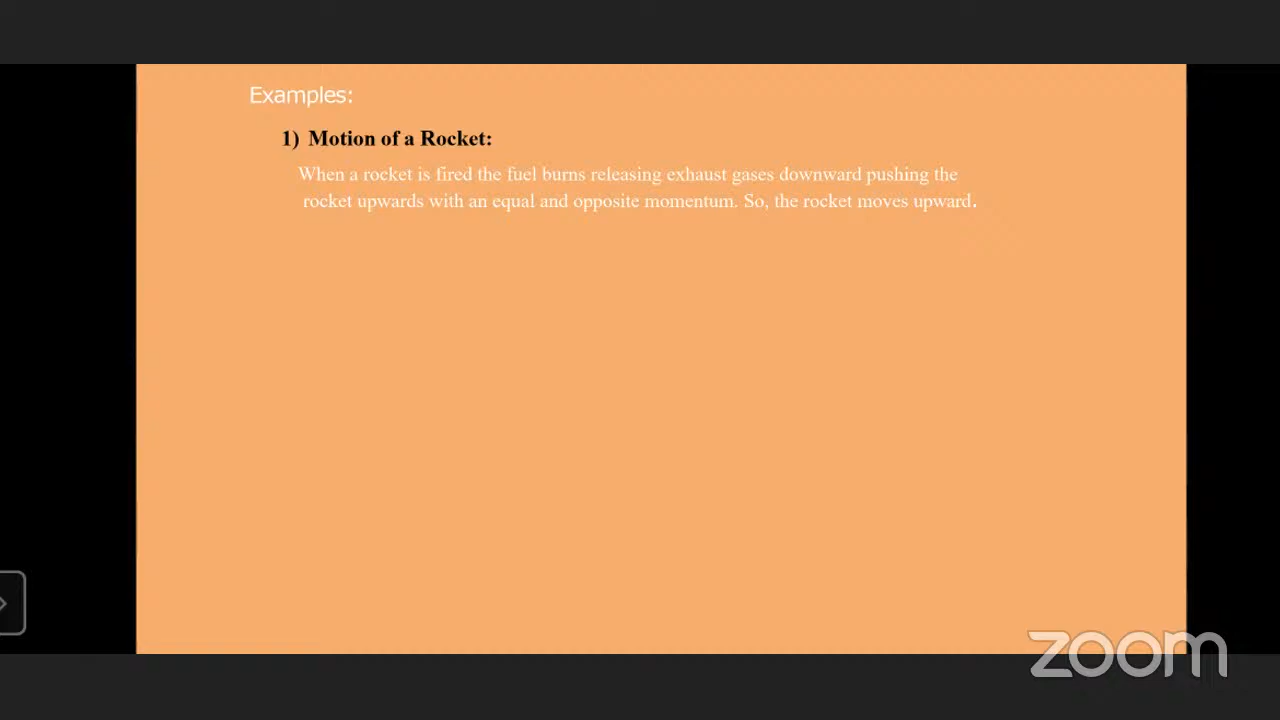 Examples:
1) Motion of a Rocket:
When a rocket is fired the fuel burns releasing exhaust gases downward pushing the
rocket upwards with an equal and opposite momentum. So, the rocket moves upward.
zoom